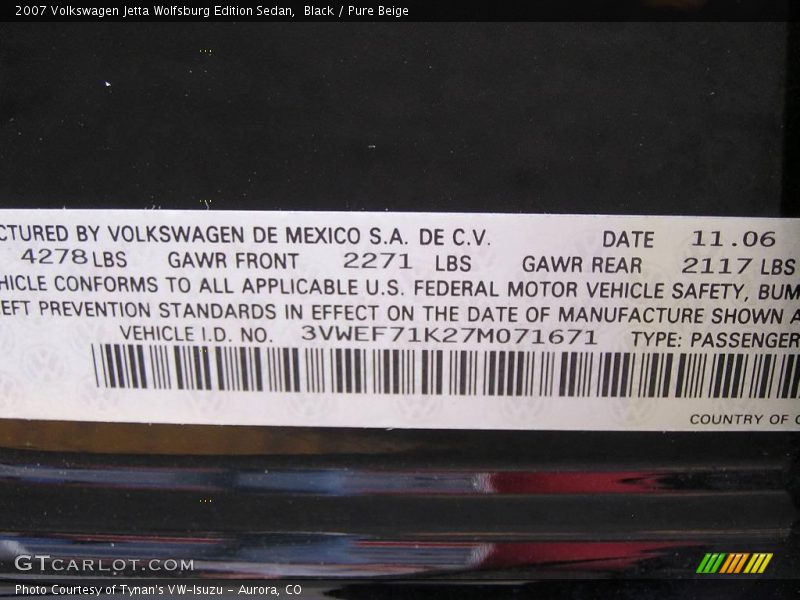 2007 Volkswagen Jetta Wolfsburg Edition Sedan, Black / Pure Beige
CTURED BY VOLKSWAGEN DE MEXICO S.A. DE C.V. DATE 11.06
4278 LBS GAWR FRONT 2271 LBS GAWR REAR 2117 LBS
HICLE CONFORMS TO ALL APPLICABLE U.S. FEDERAL MOTOR VEHICLE SAFETY, BUM
EFT PREVENTION STANDARDS IN EFFECT ON THE DATE OF MANUFACTURE SHOWN A
VEHICLE I.D. NO. 3VWEF71K27M071671 TYPE: PASSENGER
COUNTRY OF
GTCARLOT.COM
Photo Courtesy of Tynan's VW-Isuzu - Aurora, CO